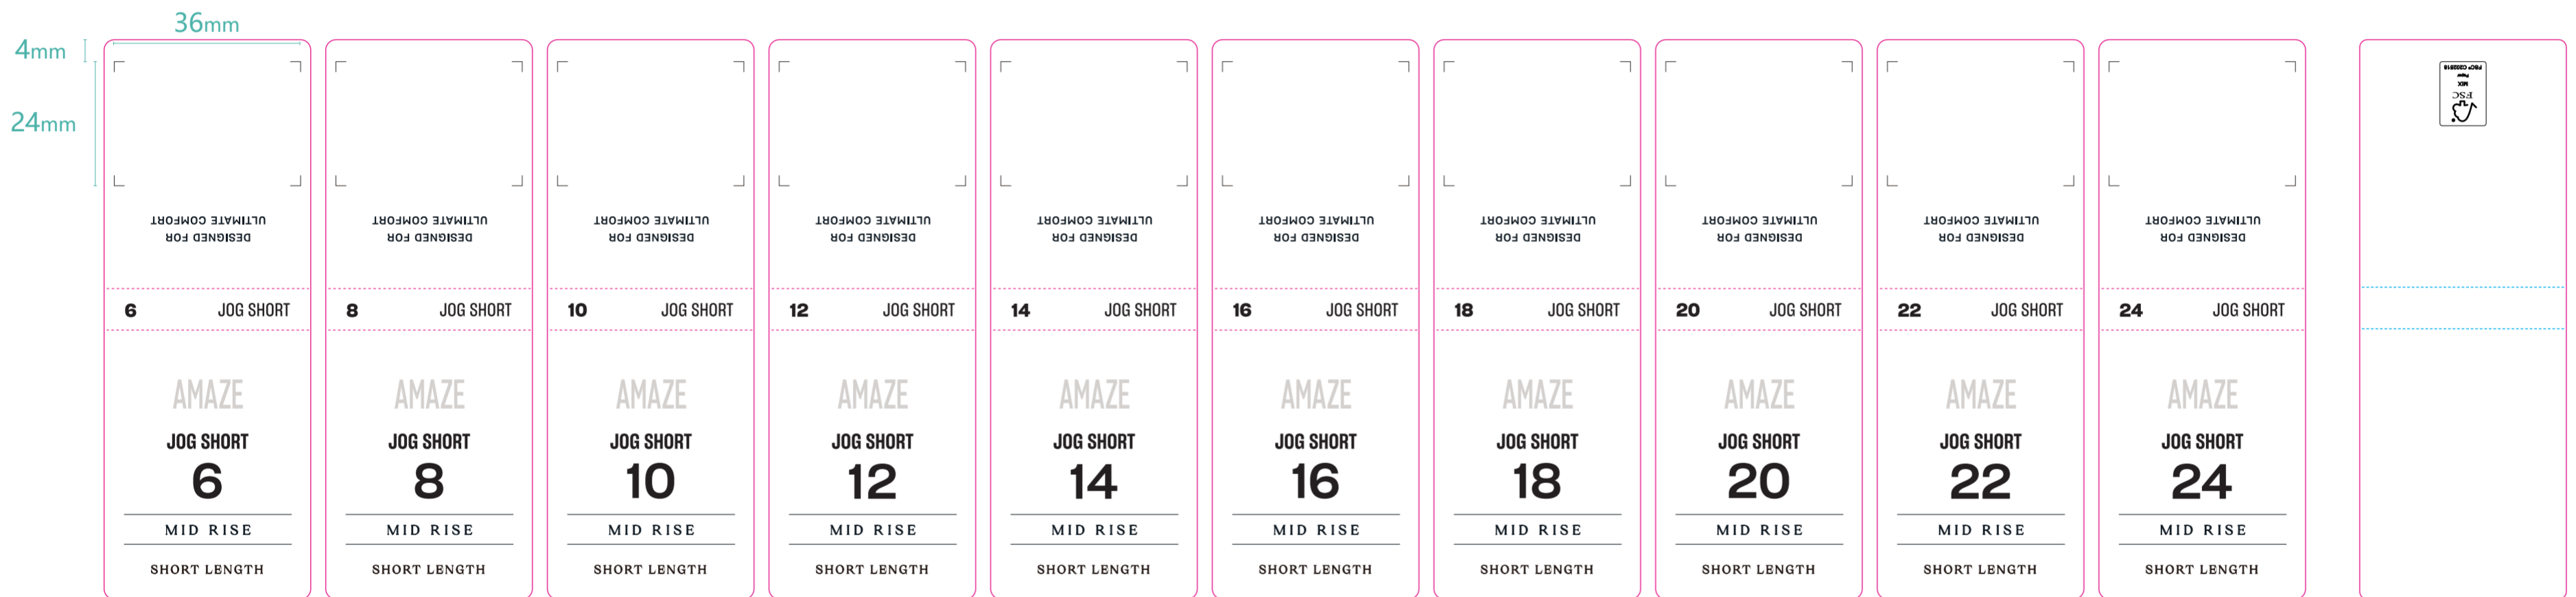 36mm
4mm
24mm
ULTIMATE COMFORT ULTIMATE COMFORT ULTIMATE COMFORT ULTIMATE COMFORT ULTIMATE COMFORT ULTIMATE COMFORT ULTIMATE COMFORT ULTIMATE COMFORT ULTIMATE COMFORT ULTIMATE COMFORT
DESIGNED FOR DESIGNED FOR DESIGNED FOR DESIGNED FOR DESIGNED FOR DESIGNED FOR DESIGNED FOR DESIGNED FOR DESIGNED FOR DESIGNED FOR
6 JOG SHORT 8 JOG SHORT 10 JOG SHORT 12 JOG SHORT 14 JOG SHORT 16 JOG SHORT 18 JOG SHORT 20 JOG SHORT 22 JOG SHORT 24 JOG SHORT
AMAZE AMAZE AMAZE AMAZE AMAZE AMAZE AMAZE AMAZE AMAZE AMAZE
JOG SHORT JOG SHORT JOG SHORT JOG SHORT JOG SHORT JOG SHORT JOG SHORT JOG SHORT JOG SHORT JOG SHORT
6 8 10 12 14 16 18 20 22 24
MID RISE MID RISE MID RISE MID RISE MID RISE MID RISE MID RISE MID RISE MID RISE MID RISE
SHORT LENGTH SHORT LENGTH SHORT LENGTH SHORT LENGTH SHORT LENGTH SHORT LENGTH SHORT LENGTH SHORT LENGTH SHORT LENGTH SHORT LENGTH
FSC
MIX
Paper
FSC® C202518